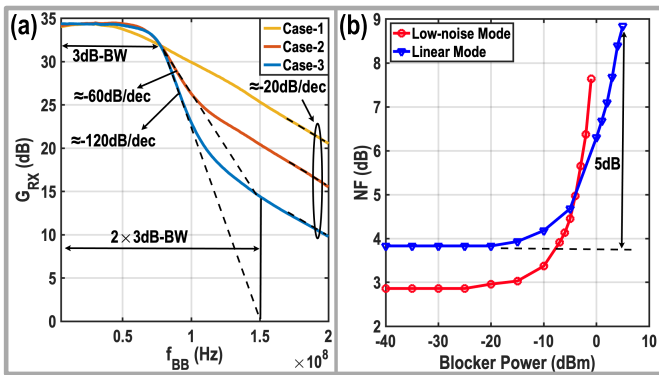 (a)
G_RX (dB)
35
30
25
20
15
10
5
0
3dB-BW
≈-60dB/dec
≈-120dB/dec
2×3dB-BW
Case-1
Case-2
Case-3
≈-20dB/dec
0
0.5
1
1.5
2
f_BB (Hz)
×10^8
(b)
NF (dB)
9
8
7
6
5
4
3
2
Low-noise Mode
Linear Mode
5dB
-40
-30
-20
-10
0
10
Blocker Power (dBm)